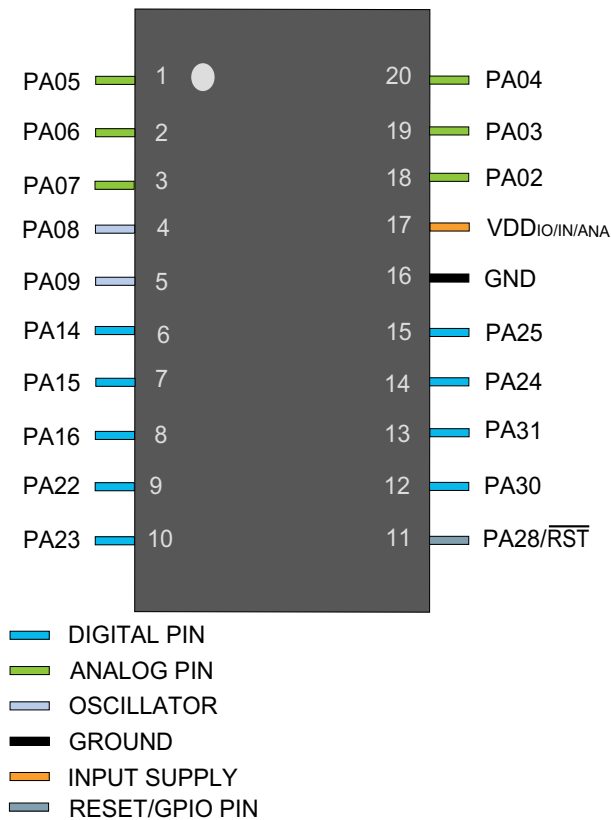 PA05 1 20 PA04
PA06 2 19 PA03
PA07 3 18 PA02
PA08 4 17 VDDIO/IN/ANA
PA09 5 16 GND
PA14 6 15 PA25
PA15 7 14 PA24
PA16 8 13 PA31
PA22 9 12 PA30
PA23 10 11 PA28/R̅S̅T̅
DIGITAL PIN
ANALOG PIN
OSCILLATOR
GROUND
INPUT SUPPLY
RESET/GPIO PIN